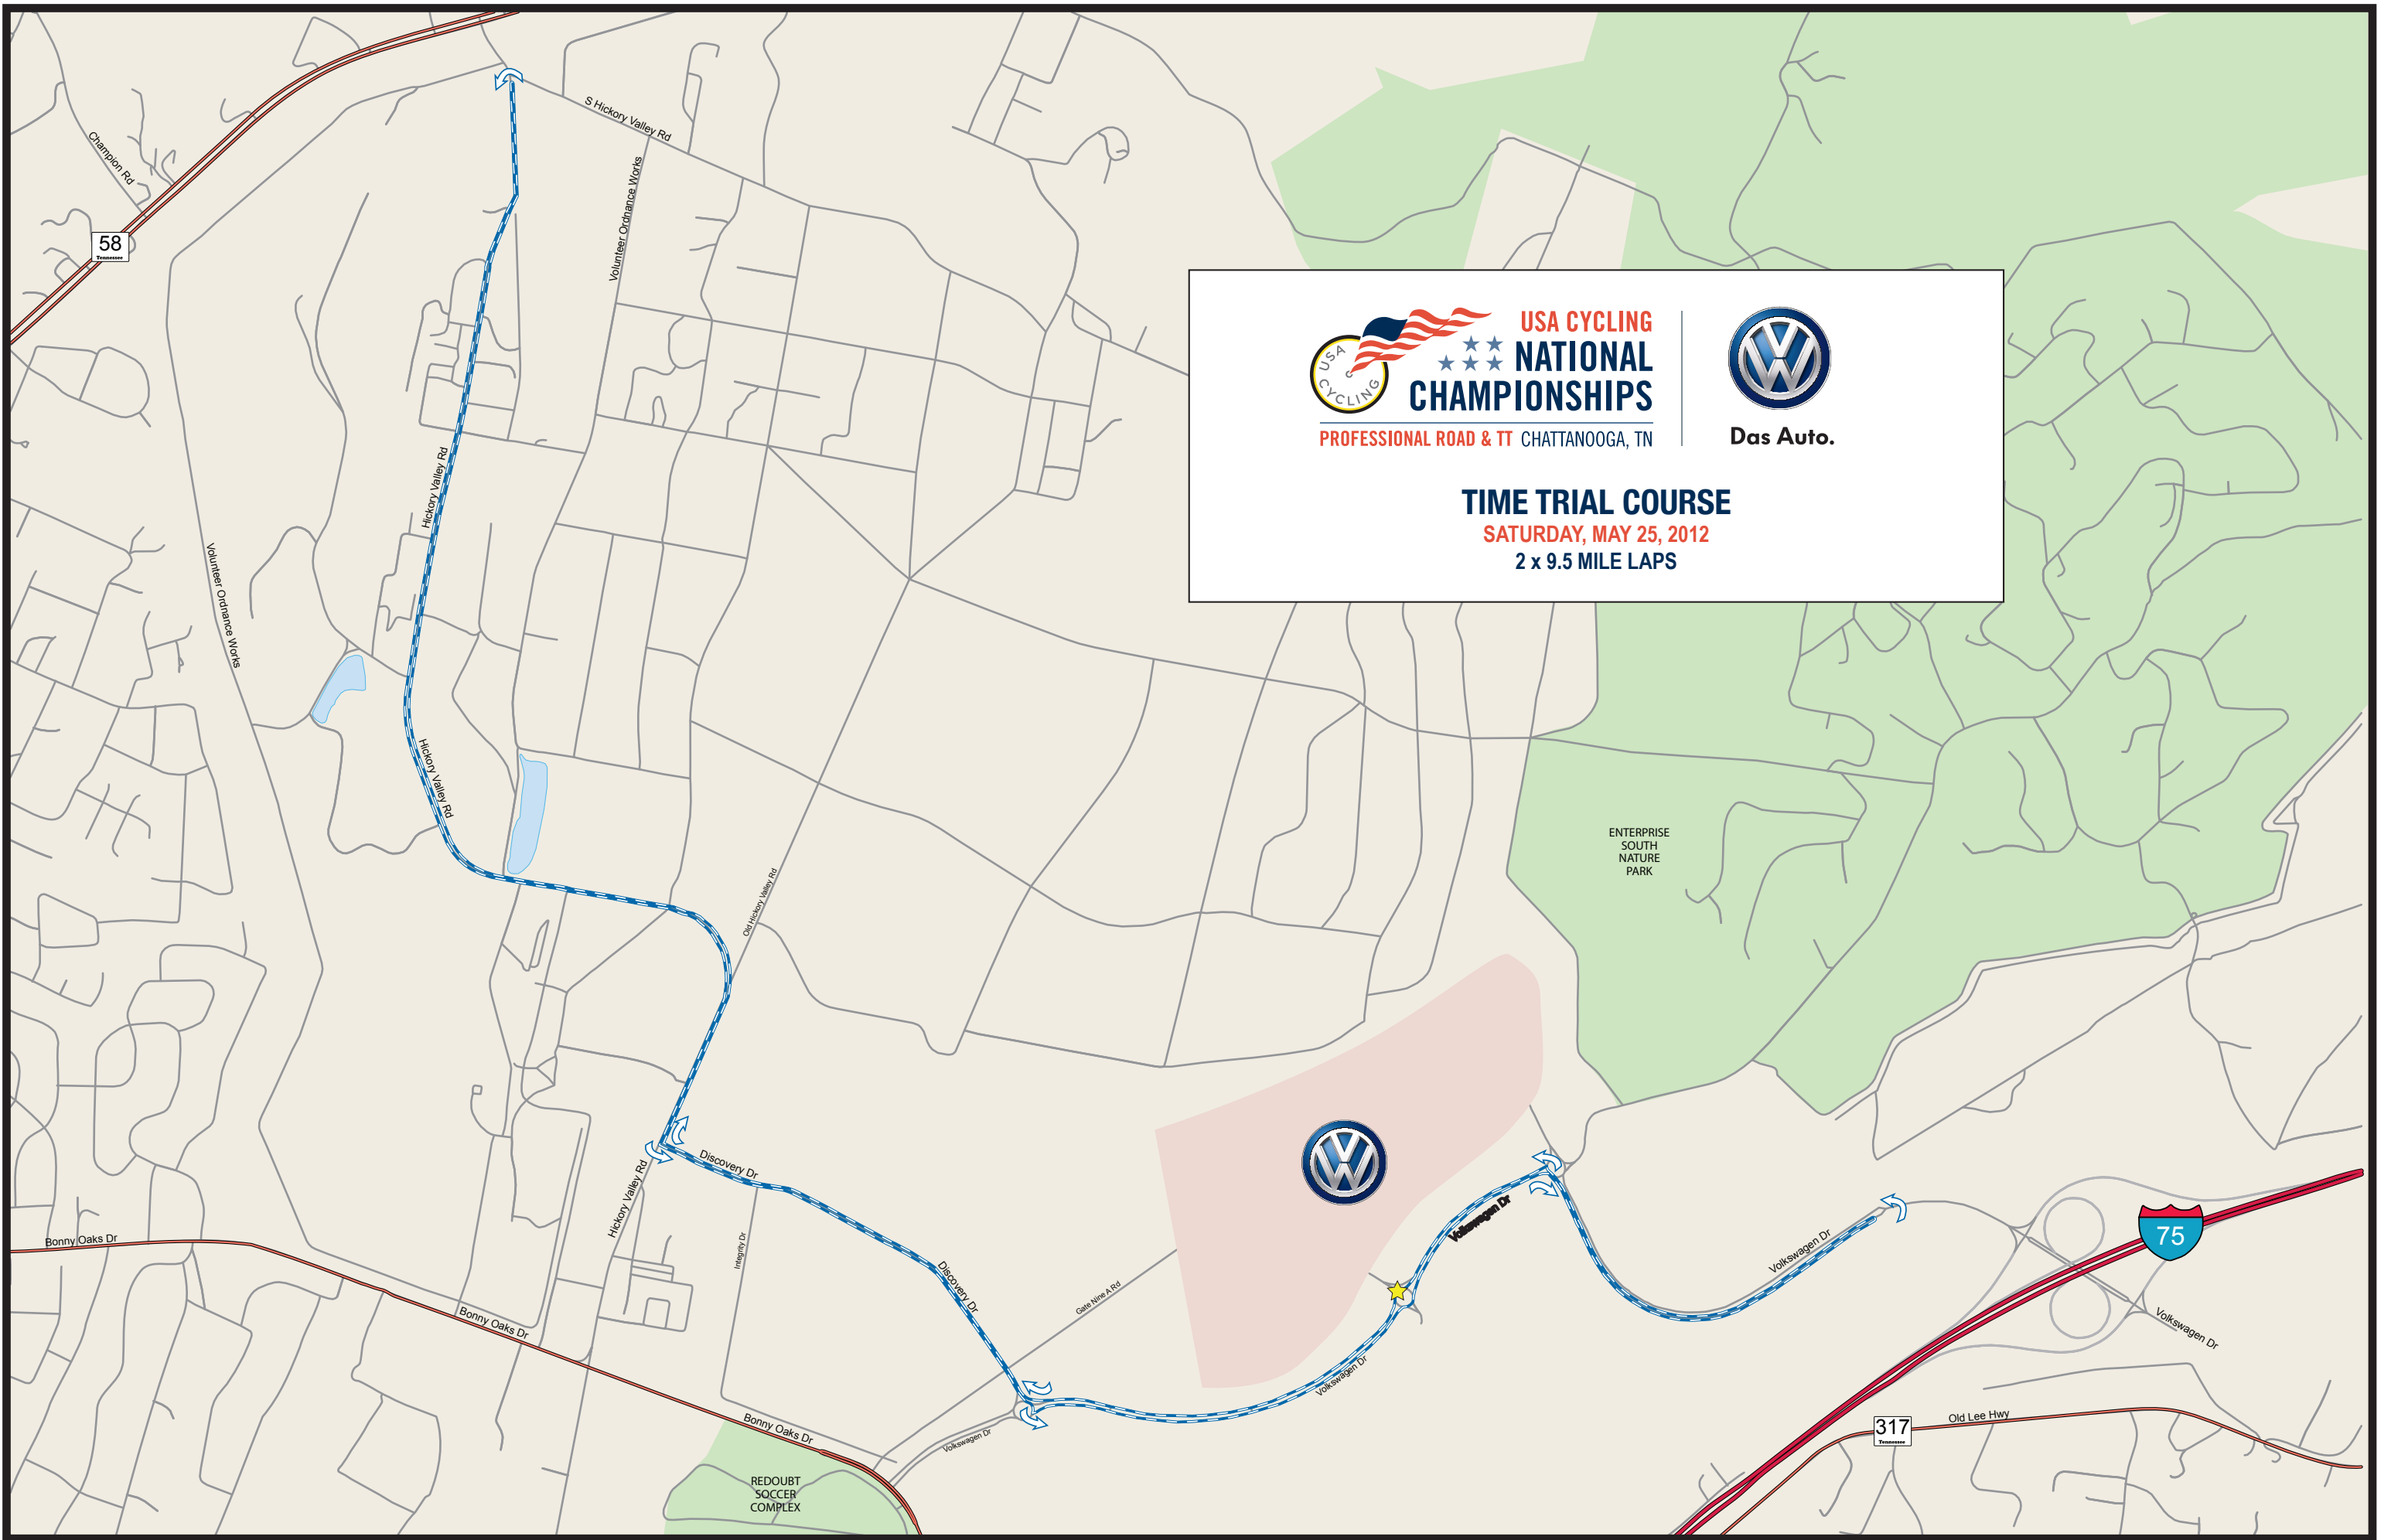 S Hickory Valley Rd
Champion Rd
Volunteer Ordnance Works
58
Tennessee
USA CYCLING
USA CYCLING
NATIONAL
CHAMPIONSHIPS
PROFESSIONAL ROAD & TT CHATTANOOGA, TN
Das Auto.
TIME TRIAL COURSE
SATURDAY, MAY 25, 2012
2 x 9.5 MILE LAPS
Hickory Valley Rd
Volunteer Ordnance Works
Hickory Valley Rd
ENTERPRISE
SOUTH
NATURE
PARK
Old Hickory Valley Rd
Discovery Dr
Hickory Valley Rd
Volkswagen Dr
Bonny Oaks Dr
Integrity Dr
Volkswagen Dr
75
Discovery Dr
Gate Nine A Rd
Bonny Oaks Dr
Volkswagen Dr
Volkswagen Dr
Bonny Oaks Dr
Volkswagen Dr
317
Tennessee
Old Lee Hwy
REDOUBT
SOCCER
COMPLEX